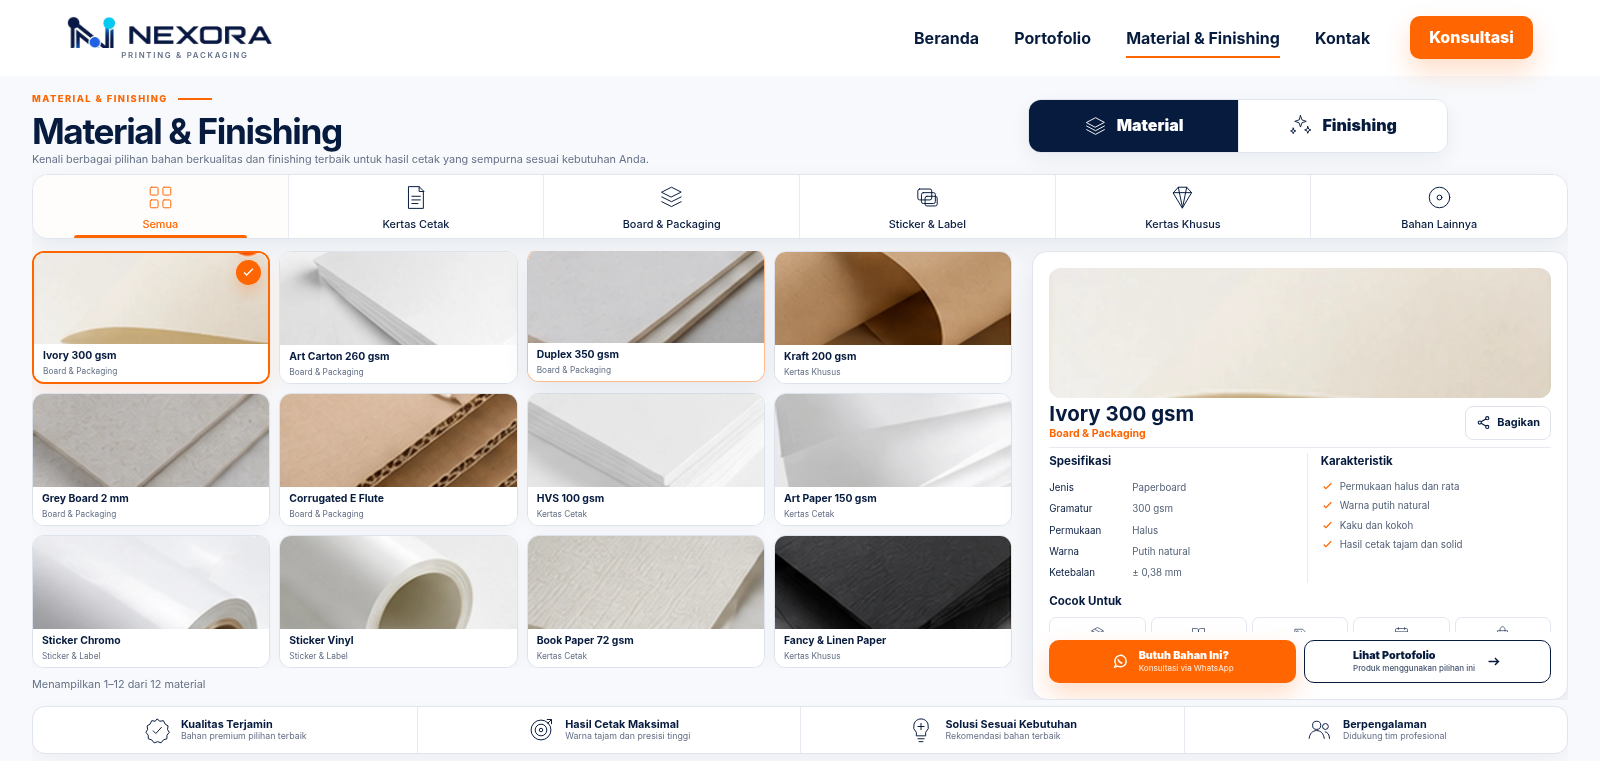 NEXORA
PRINTING & PACKAGING
Beranda
Portofolio
Material & Finishing
Kontak
Konsultasi
MATERIAL & FINISHING
Material & Finishing
Kenali berbagai pilihan bahan berkualitas dan finishing terbaik untuk hasil cetak yang sempurna sesuai kebutuhan Anda.
Material
Finishing
Semua
Kertas Cetak
Board & Packaging
Sticker & Label
Kertas Khusus
Bahan Lainnya
Ivory 300 gsm
Board & Packaging
Art Carton 260 gsm
Board & Packaging
Duplex 350 gsm
Board & Packaging
Kraft 200 gsm
Kertas Khusus
Grey Board 2 mm
Board & Packaging
Corrugated E Flute
Board & Packaging
HVS 100 gsm
Kertas Cetak
Art Paper 150 gsm
Kertas Cetak
Sticker Chromo
Sticker & Label
Sticker Vinyl
Sticker & Label
Book Paper 72 gsm
Kertas Cetak
Fancy & Linen Paper
Kertas Khusus
Menampilkan 1–12 dari 12 material
Ivory 300 gsm
Board & Packaging
Bagikan
Spesifikasi
Jenis Paperboard
Gramatur 300 gsm
Permukaan Halus
Warna Putih natural
Ketebalan ± 0,38 mm
Karakteristik
Permukaan halus dan rata
Warna putih natural
Kaku dan kokoh
Hasil cetak tajam dan solid
Cocok Untuk
Butuh Bahan Ini?
Konsultasi via WhatsApp
Lihat Portofolio
Produk menggunakan pilihan ini
Kualitas Terjamin
Bahan premium pilihan terbaik
Hasil Cetak Maksimal
Warna tajam dan presisi tinggi
Solusi Sesuai Kebutuhan
Rekomendasi bahan terbaik
Berpengalaman
Didukung tim profesional